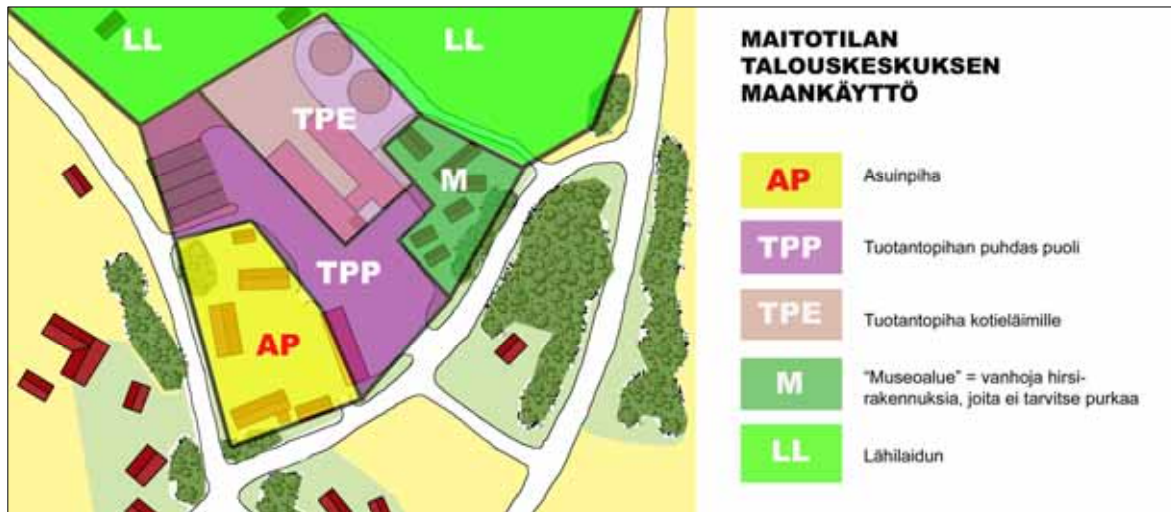 LL
LL
TPE
M
TPP
AP
MAITOTILAN
TALOUSKESKUKSEN
MAANKÄYTTÖ
AP Asuinpiha
TPP Tuotantopihan puhdas puoli
TPE Tuotantopiha kotieläimille
M "Museoalue" = vanhoja hirsi-
rakennuksia, joita ei tarvitse purkaa
LL Lähilaidun